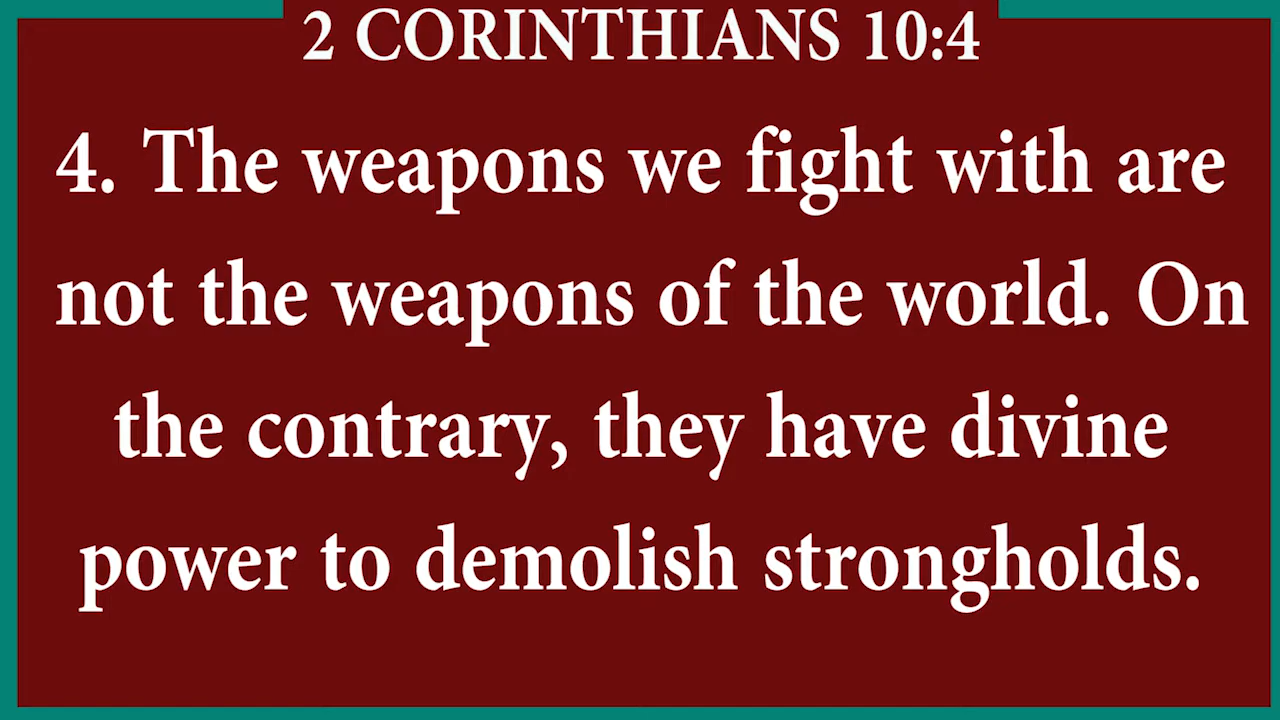 2 CORINTHIANS 10:4
4. The weapons we fight with are
not the weapons of the world. On
the contrary, they have divine
power to demolish strongholds.